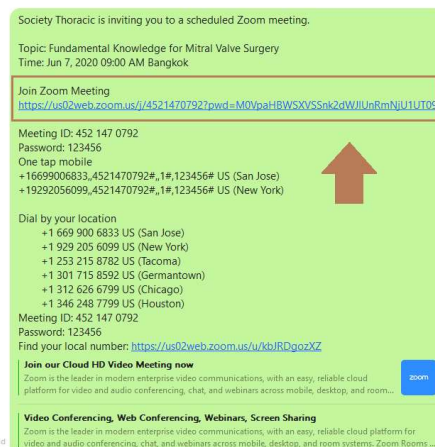 Society Thoracic is inviting you to a scheduled Zoom meeting.
Topic: Fundamental Knowledge for Mitral Valve Surgery
Time: Jun 7, 2020 09:00 AM Bangkok
Join Zoom Meeting
https://us02web.zoom.us/j/4521470792?pwd=M0VpaHBWSXVSSnk2dWJlUnRmNjU1UT09
Meeting ID: 452 147 0792
Password: 123456
One tap mobile
+16699006833,,4521470792#,,1#,123456# US (San Jose)
+19292056099,,4521470792#,,1#,123456# US (New York)
Dial by your location
+1 669 900 6833 US (San Jose)
+1 929 205 6099 US (New York)
+1 253 215 8782 US (Tacoma)
+1 301 715 8592 US (Germantown)
+1 312 626 6799 US (Chicago)
+1 346 248 7799 US (Houston)
Meeting ID: 452 147 0792
Password: 123456
Find your local number: https://us02web.zoom.us/u/kbJRDgozXZ
Join our Cloud HD Video Meeting now
Zoom is the leader in modern enterprise video communications, with an easy, reliable cloud
platform for video and audio conferencing, chat, and webinars across mobile, desktop, and room...
zoom
Video Conferencing, Web Conferencing, Webinars, Screen Sharing
Zoom is the leader in modern enterprise video communications, with an easy, reliable cloud platform for
video and audio conferencing, chat, and webinars across mobile, desktop, and room systems. Zoom Rooms ...